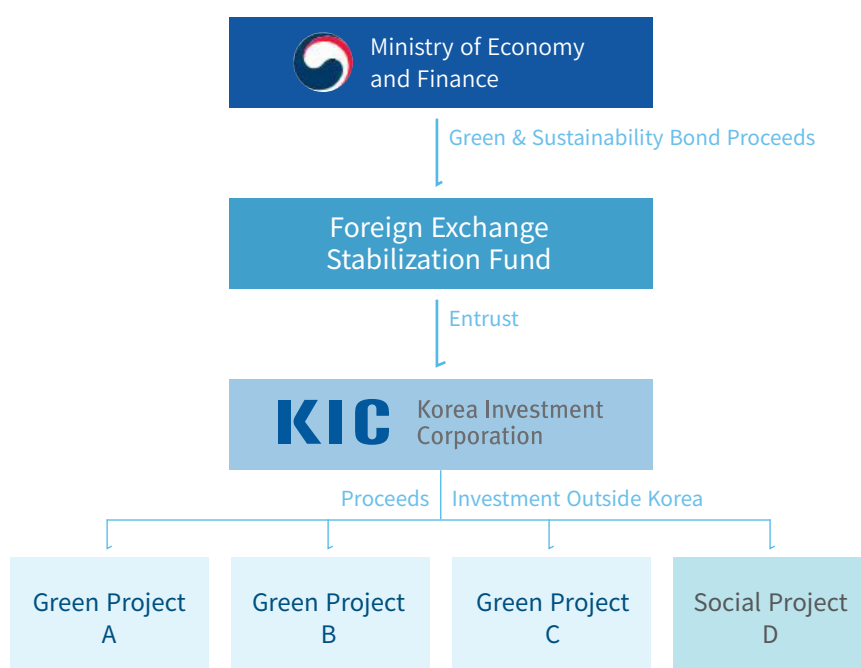 Ministry of Economy
and Finance
Green & Sustainability Bond Proceeds
Foreign Exchange
Stabilization Fund
Entrust
KIC Korea Investment
Corporation
Proceeds Investment Outside Korea
Green Project
A
Green Project
B
Green Project
C
Social Project
D